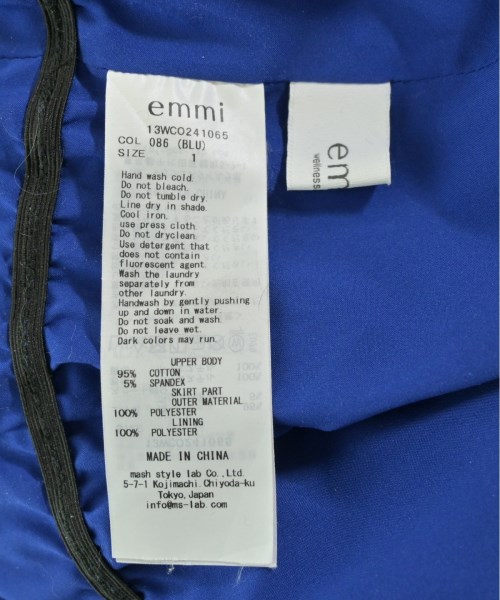 emmi
13WCO241065
COL 086 (BLU)
SIZE 1
Hand wash cold.
Do not bleach.
Do not tumble dry.
Line dry in shade.
Cool iron.
use press cloth.
Do not dryclean.
Use detergent that
does not contain
fluorescent agent.
Wash the laundry
separately from
other laundry.
Handwash by gently pushing
up and down in water.
Do not soak and wash.
Do not leave wet.
Dark colors may run.
UPPER BODY
95% COTTON
5% SPANDEX
SKIRT PART
OUTER MATERIAL
100% POLYESTER
LINING
100% POLYESTER
MADE IN CHINA
mash style lab Co.,Ltd.
5-7-1 Kojimachi.Chiyoda-ku
Tokyo,Japan
info@ms-lab.com
em